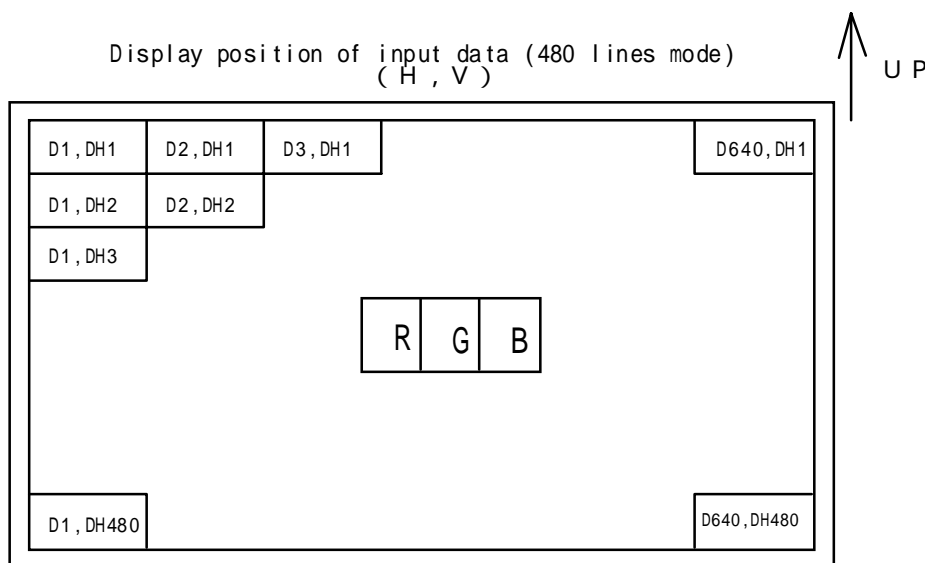 Display position of input data (480 lines mode)
( H , V )
U P
D1,DH1 D2,DH1 D3,DH1 D640,DH1
D1,DH2 D2,DH2
D1,DH3
R G B
D1,DH480 D640,DH480